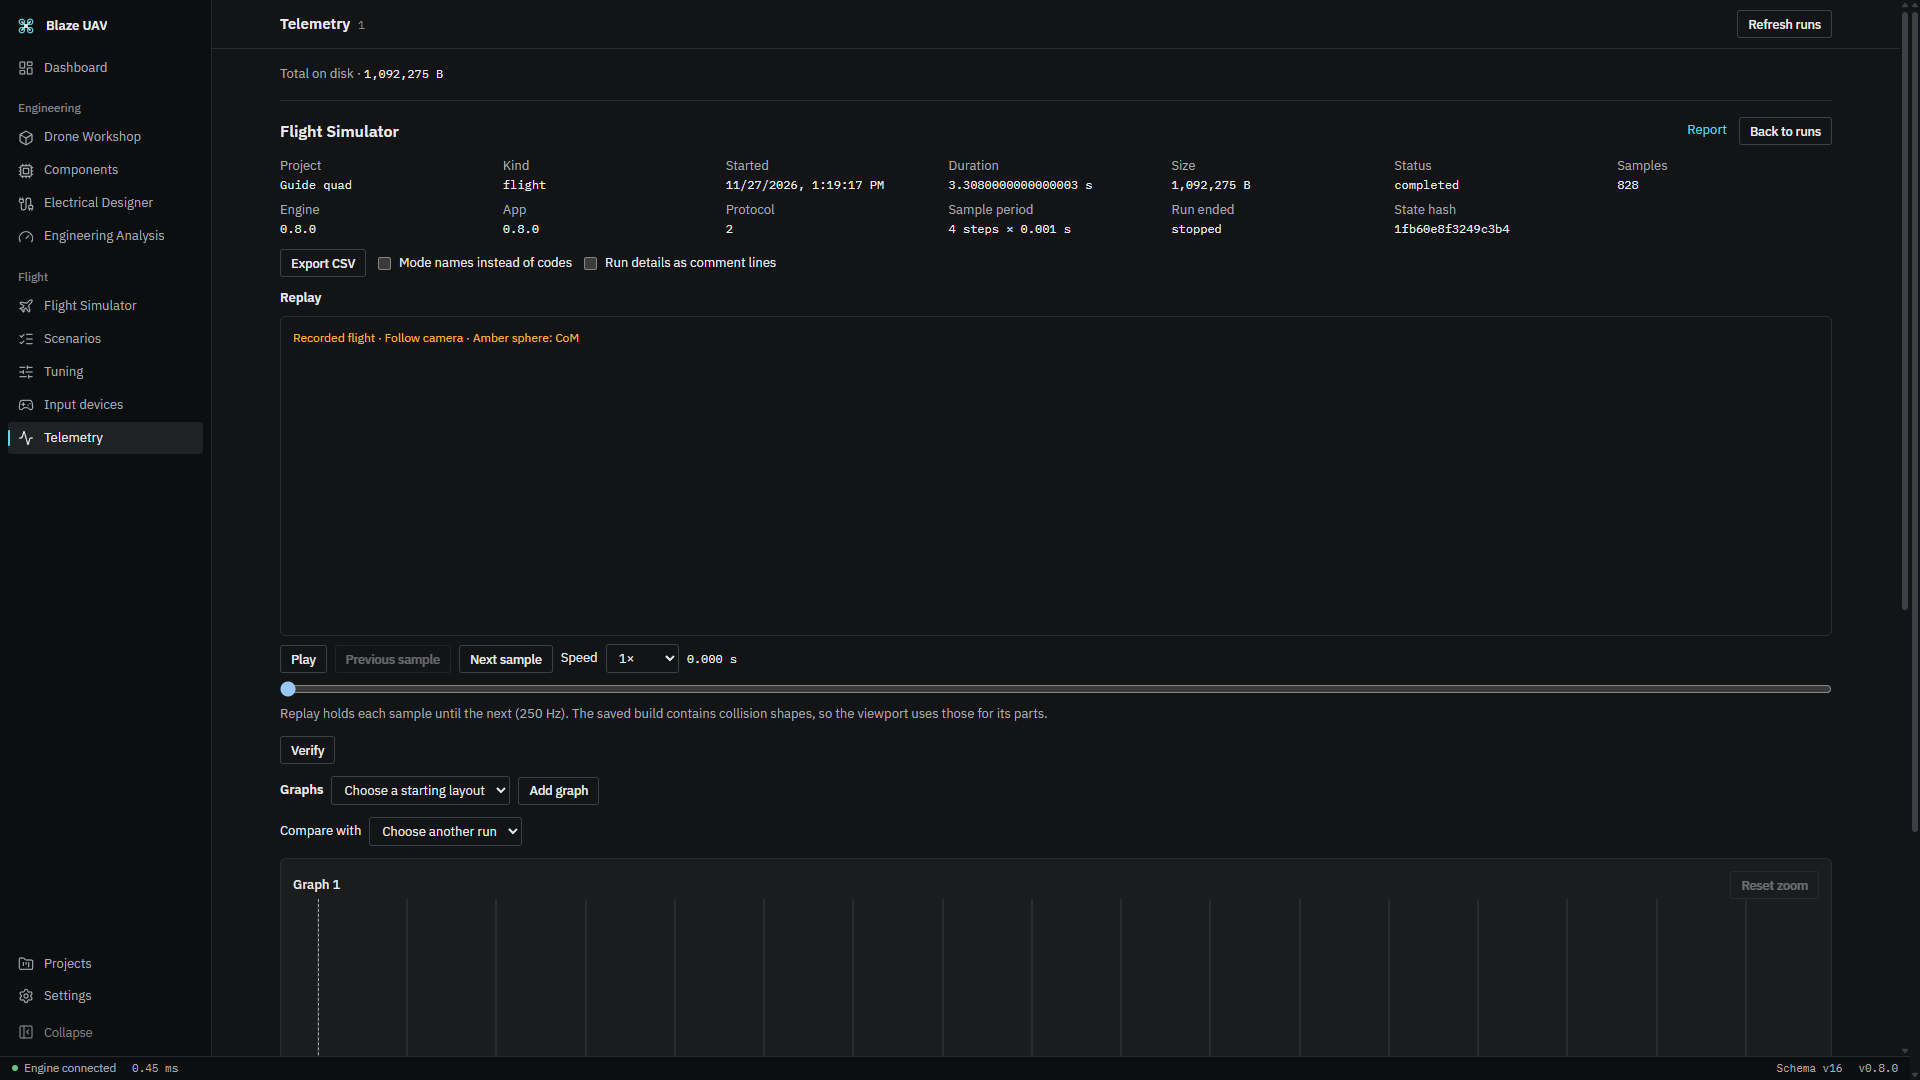 Blaze UAV
Dashboard
Engineering
Drone Workshop
Components
Electrical Designer
Engineering Analysis
Flight
Flight Simulator
Scenarios
Tuning
Input devices
Telemetry
Projects
Settings
Collapse
Telemetry 1
Refresh runs
Total on disk · 1,092,275 B
Flight Simulator
Report
Back to runs
Project Kind Started Duration Size Status Samples
Guide quad flight 11/27/2026, 1:19:17 PM 3.3080000000000003 s 1,092,275 B completed 828
Engine App Protocol Sample period Run ended State hash
0.8.0 0.8.0 2 4 steps × 0.001 s stopped 1fb60e8f3249c3b4
Export CSV Mode names instead of codes Run details as comment lines
Replay
Recorded flight · Follow camera · Amber sphere: CoM
Play Previous sample Next sample Speed 1× 0.000 s
Replay holds each sample until the next (250 Hz). The saved build contains collision shapes, so the viewport uses those for its parts.
Verify
Graphs Choose a starting layout Add graph
Compare with Choose another run
Graph 1
Reset zoom
Engine connected 0.45 ms
Schema v16 v0.8.0